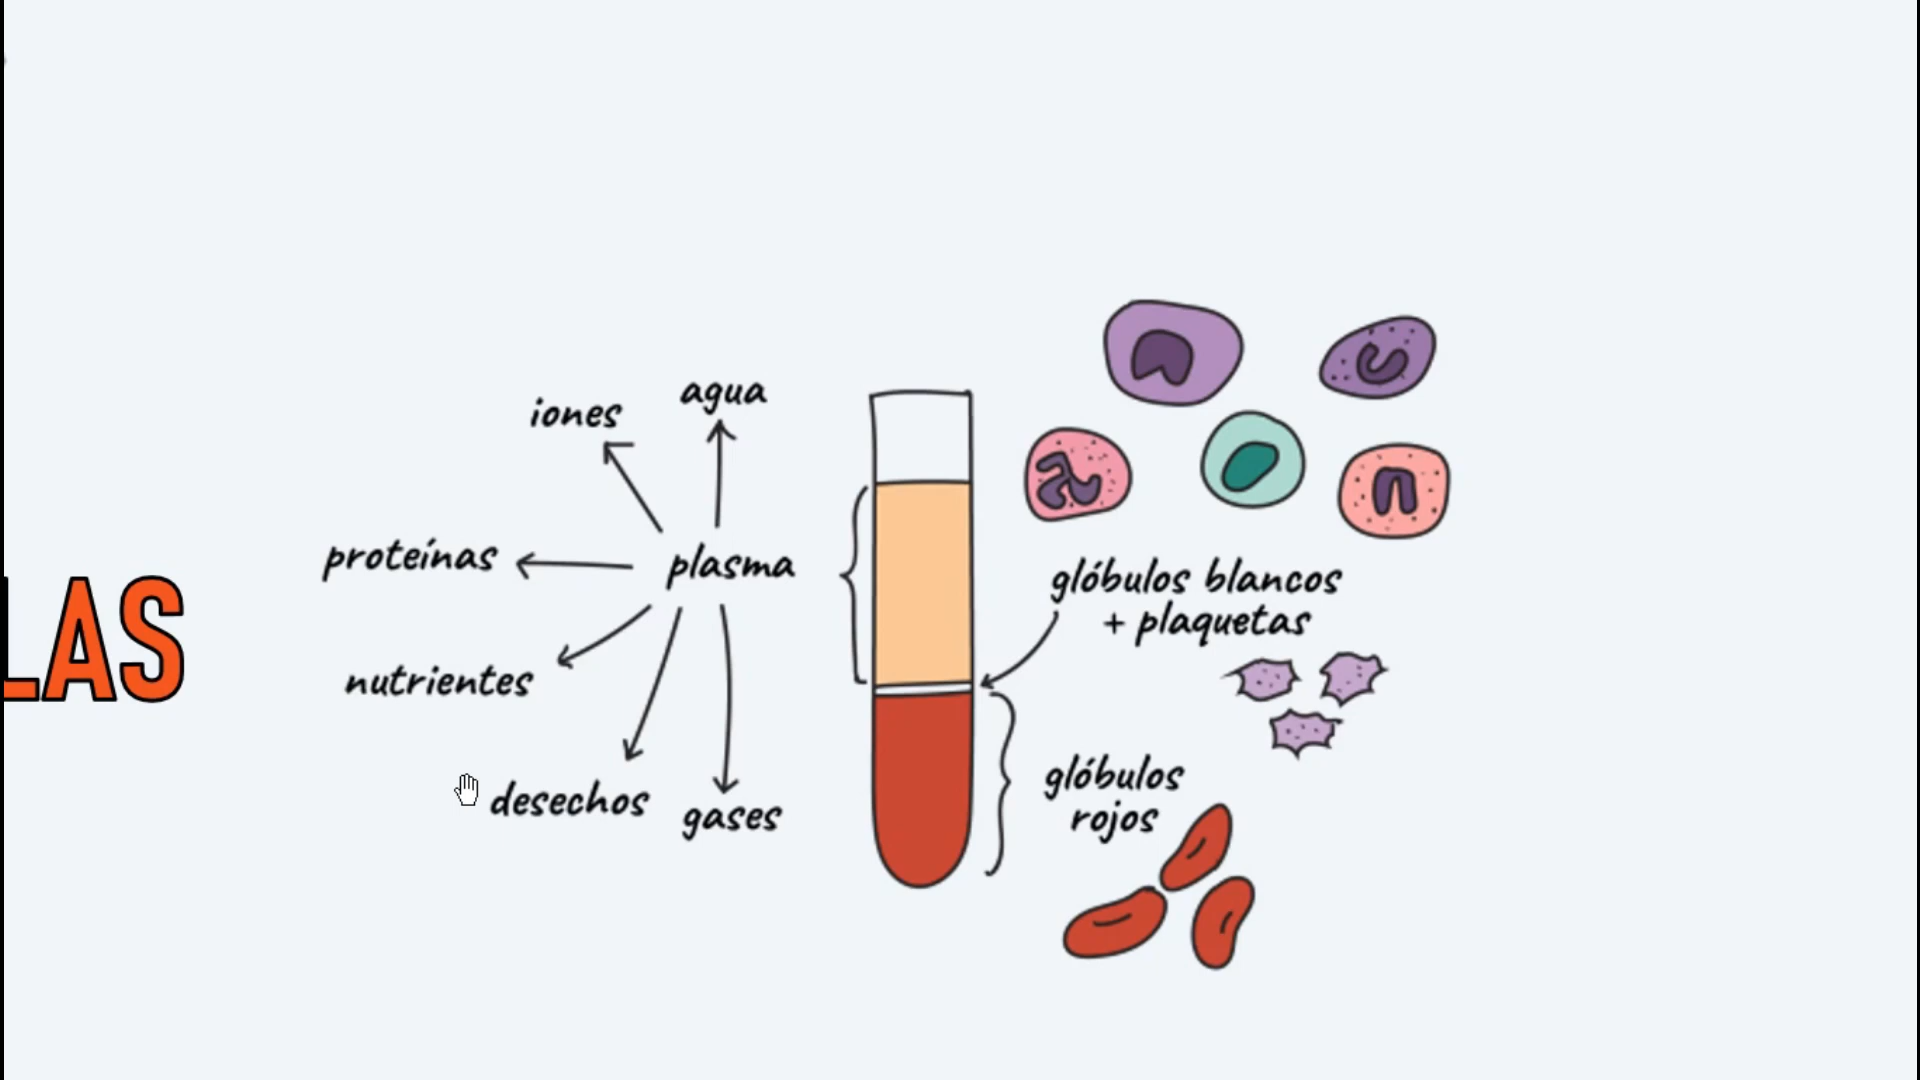 LAS
iones
agua
proteínas
plasma
nutrientes
desechos
gases
glóbulos blancos
+ plaquetas
glóbulos
rojos